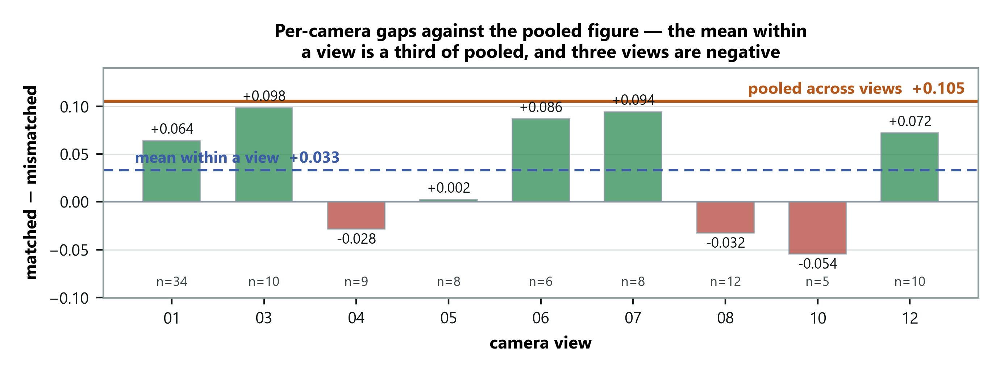 Per-camera gaps against the pooled figure — the mean within
a view is a third of pooled, and three views are negative
matched − mismatched
pooled across views +0.105
mean within a view +0.033
0.10
0.05
0.00
−0.05
−0.10
+0.064
+0.098
-0.028
+0.002
+0.086
+0.094
-0.032
-0.054
+0.072
n=34
n=10
n=9
n=8
n=6
n=8
n=12
n=5
n=10
01
03
04
05
06
07
08
10
12
camera view